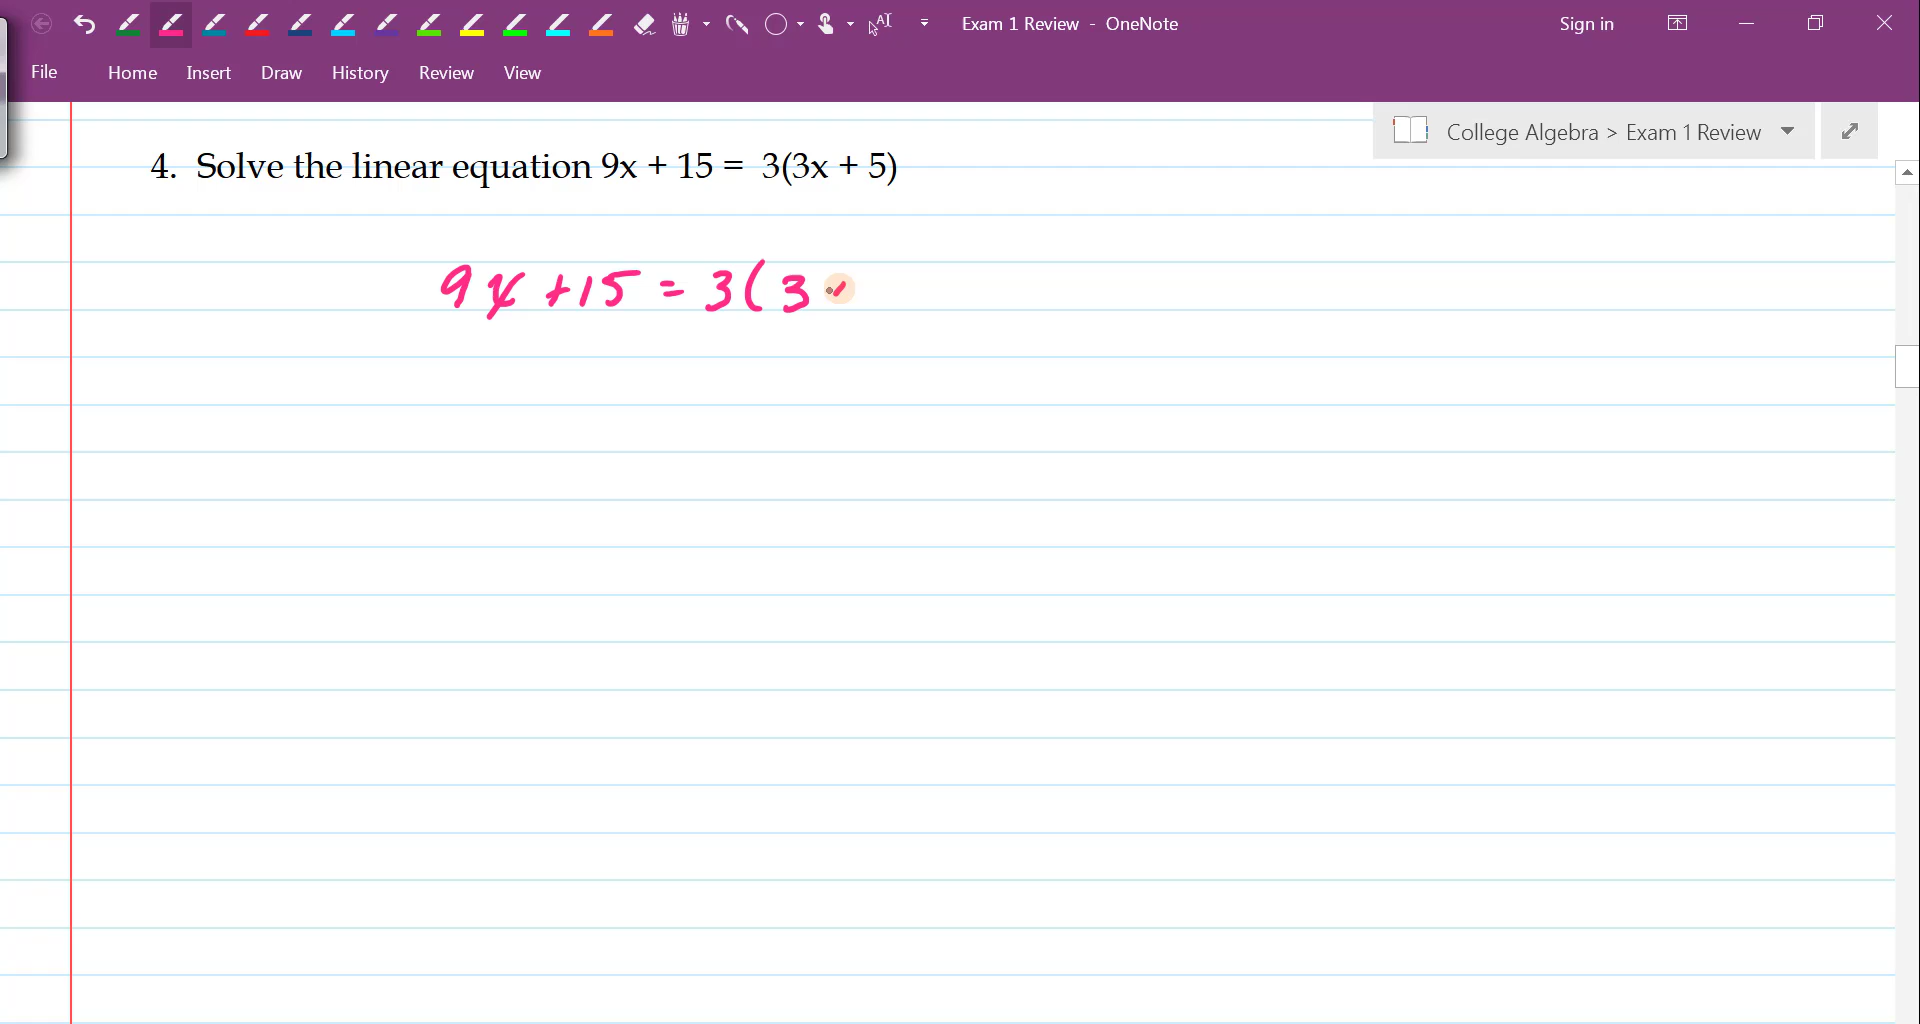 Exam 1 Review - OneNote
Sign in
File Home Insert Draw History Review View
College Algebra > Exam 1 Review
4. Solve the linear equation 9x + 15 = 3(3x + 5)
9x + 15 = 3(3